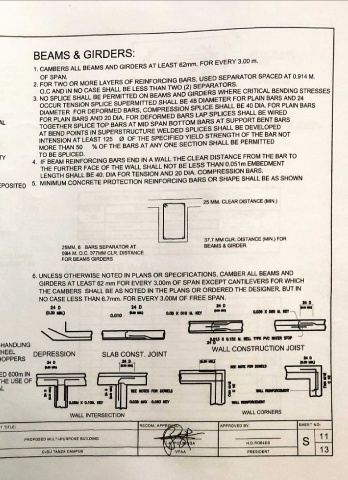 BEAMS & GIRDERS:
1. CAMBERS ALL BEAMS AND GIRDERS AT LEAST 62mm. FOR EVERY 3.00 m.
OF SPAN.
2. FOR TWO OR MORE LAYERS OF REINFORCING BARS, USED SEPARATOR SPACED AT 0.914 M.
O.C AND IN NO CASE SHALL BE LESS THAN TWO (2) SEPARATORS.
3. NO SPLICE SHALL BE PERMITTED ON BEAMS AND GIRDERS WHERE CRITICAL BENDING STRESSES
OCCUR TENSION SPLICE SUPERMITTED SHALL BE 48 DIAMETER FOR PLAIN BARS AND 24
DIAMETER FOR DEFORMED BARS, COMPRESSION SPLICE SHALL BE 40 DIA. FOR PLAIN BARS
FOR PLAIN BARS AND 20 DIA. FOR DEFORMED BARS LAP SPLICES SHALL BE WIRED
TOGETHER SPLICE TOP BARS AT MID SPAN BOTTOM BARS AT SUPPORT BENT BARS
AT BEND POINTS IN SUPERSTRUCTURE WELDED SPLICES SHALL BE DEVELOPED
INTENSION AT LEAST 125 Ø OF THE SPECIFIED YIELD STRENGTH OF THE BAR NOT
MORE THAN 50 % OF THE BARS AT ANY ONE SECTION SHALL BE PERMITTED
TO BE SPLICED.
4. IF BEAM REINFORCING BARS END IN A WALL THE CLEAR DISTANCE FROM THE BAR TO
THE FURTHER FACE OF THE WALL SHALL NOT BE LESS THAN 0.051m EMBEDMENT
LENGTH SHALL BE 40. DIA FOR TENSION AND 20 DIA. COMPRESSION BARS.
5. MINIMUM CONCRETE PROTECTION REINFORCING BARS OR SHAPE SHALL BE AS SHOWN
25 MM. CLEAR DISTANCE (MIN.)
37.7 MM CLR. DISTANCE (MIN.) FOR
BEAMS & GIRDER.
BARS SEPARATOR AT
FOR BEAMS GIRDERS
6. UNLESS OTHERWISE NOTED IN PLANS OR SPECIFICATIONS, CAMBER ALL BEAMS AND
GIRDERS AT LEAST 62 mm FOR EVERY 3.00m OF SPAN EXCEPT CANTILEVERS FOR WHICH
THE CAMBERS SHALL BE AS NOTED IN THE PLANS OR ORDERED THE DESIGNER, BUT IN
NO CASE LESS THAN 6.7mm. FOR EVERY 3.00M OF FREE SPAN.
24 D
0.010
24 D
24 D
DEPRESSION
SLAB CONST. JOINT
WALL CONSTRUCTION JOINT
HANDLING
HEEL
HOPPERS
ED 600m IN
THE USE OF
AL
TY
EPOSITED
24 D
24 D
24 D
WALL INTERSECTION
WALL CORNERS
WALL REINFORCEMENT
T TITLE:
PROPOSED MULTIPURPOSE BUILDING
CVSU TANZA CAMPUS
RECOM. APPROVAL:
VPAA
APPROVED BY:
H.D. ROBLES
PRESIDENT
SHEET NO:
S
11
13